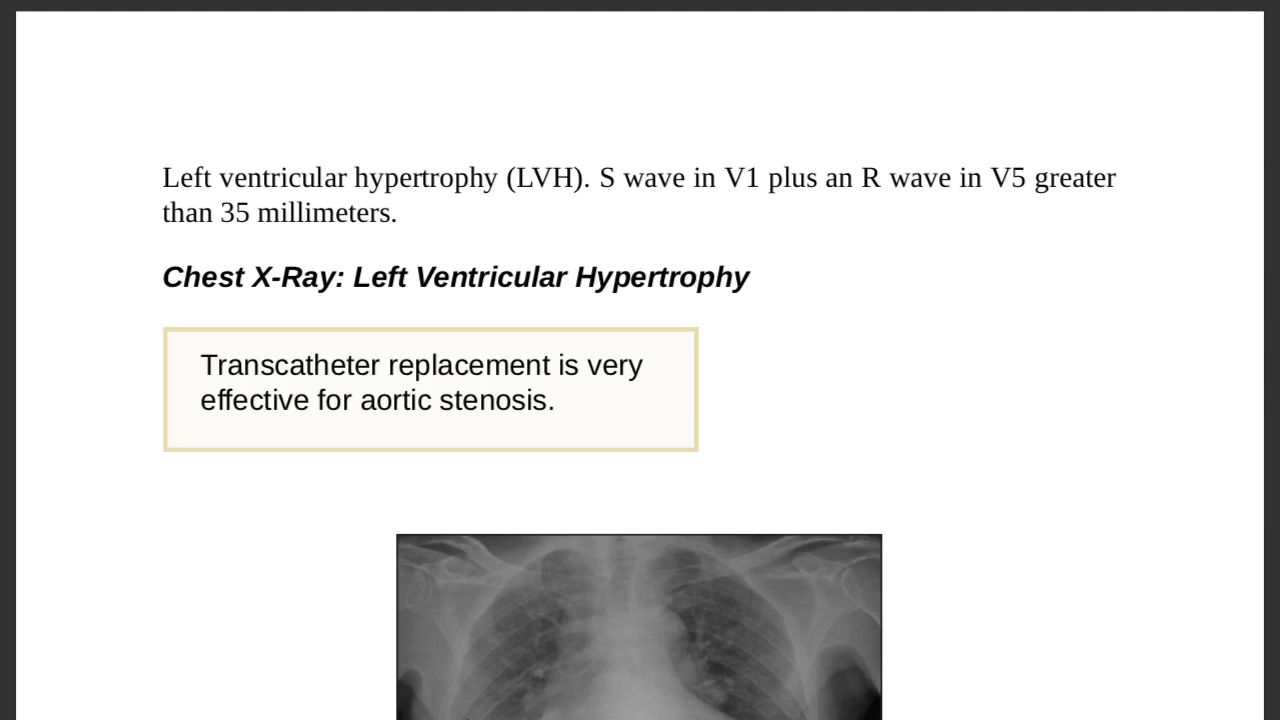 Left ventricular hypertrophy (LVH). S wave in V1 plus an R wave in V5 greater
than 35 millimeters.
Chest X-Ray: Left Ventricular Hypertrophy
Transcatheter replacement is very
effective for aortic stenosis.